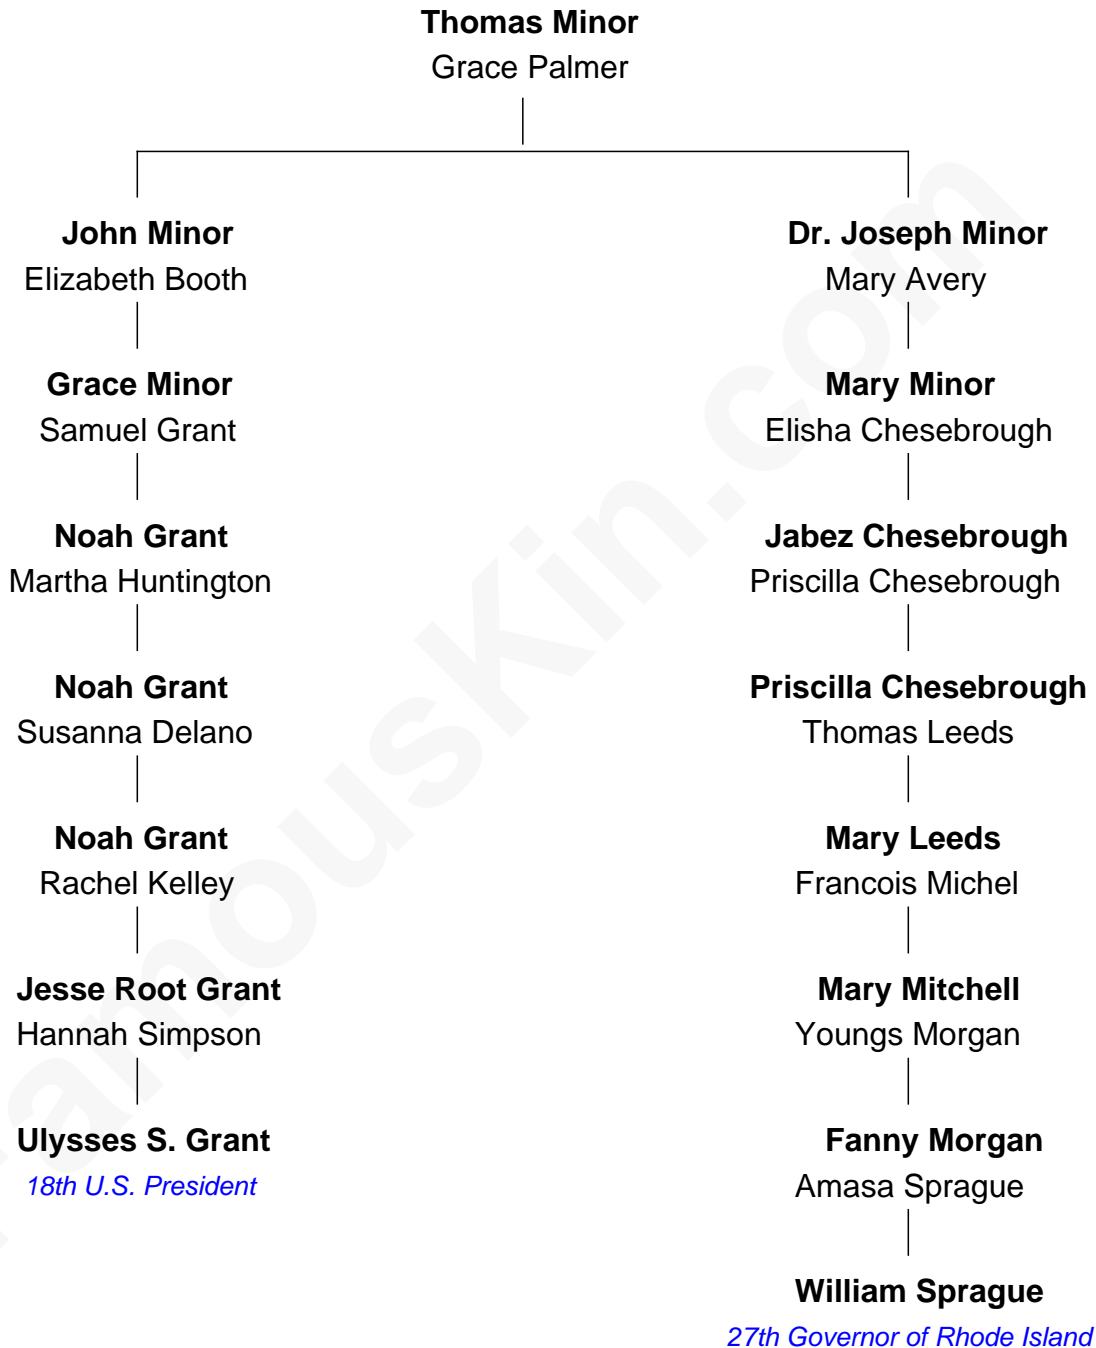 Thomas Minor
Grace Palmer
John Minor
Elizabeth Booth
Grace Minor
Samuel Grant
Noah Grant
Martha Huntington
Noah Grant
Susanna Delano
Noah Grant
Rachel Kelley
Jesse Root Grant
Hannah Simpson
Ulysses S. Grant
18th U.S. President
Dr. Joseph Minor
Mary Avery
Mary Minor
Elisha Chesebrough
Jabez Chesebrough
Priscilla Chesebrough
Priscilla Chesebrough
Thomas Leeds
Mary Leeds
Francois Michel
Mary Mitchell
Youngs Morgan
Fanny Morgan
Amasa Sprague
William Sprague
27th Governor of Rhode Island
FamousKin.com